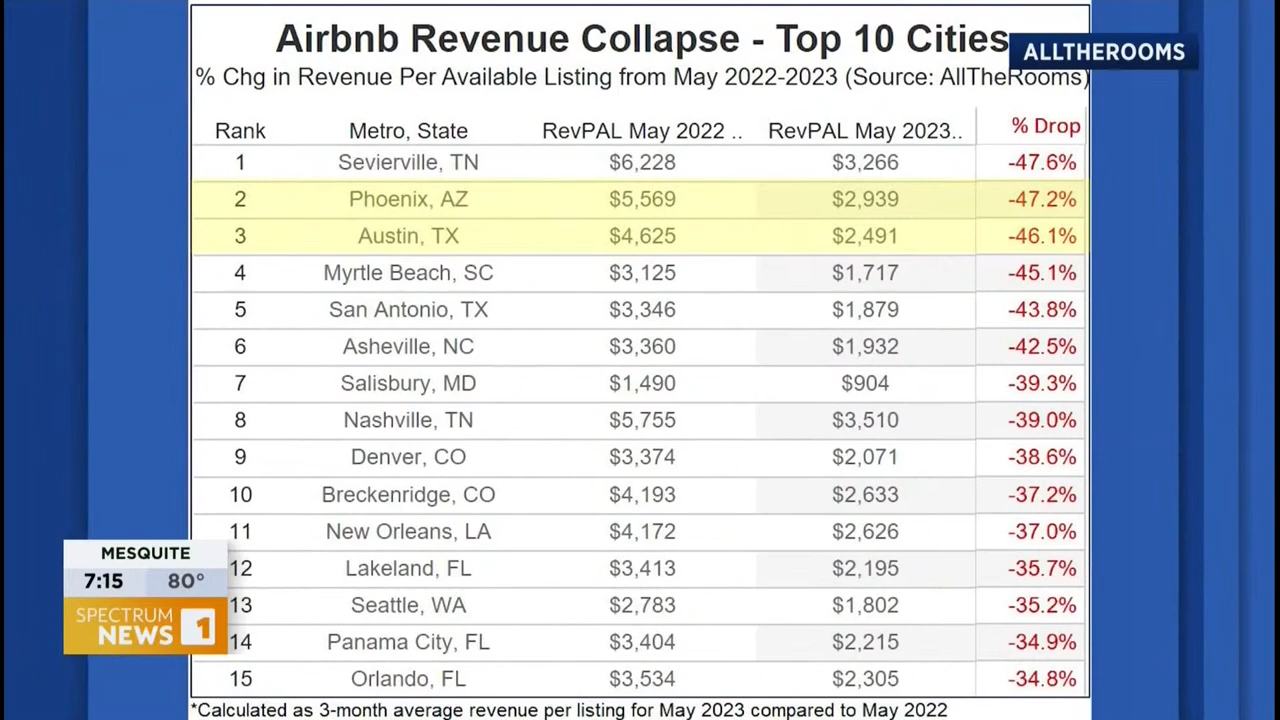 Airbnb Revenue Collapse - Top 10 Cities
ALLTHEROOMS
% Chg in Revenue Per Available Listing from May 2022-2023 (Source: AllTheRooms)
Rank Metro, State RevPAL May 2022 .. RevPAL May 2023.. % Drop
1 Sevierville, TN $6,228 $3,266 -47.6%
2 Phoenix, AZ $5,569 $2,939 -47.2%
3 Austin, TX $4,625 $2,491 -46.1%
4 Myrtle Beach, SC $3,125 $1,717 -45.1%
5 San Antonio, TX $3,346 $1,879 -43.8%
6 Asheville, NC $3,360 $1,932 -42.5%
7 Salisbury, MD $1,490 $904 -39.3%
8 Nashville, TN $5,755 $3,510 -39.0%
9 Denver, CO $3,374 $2,071 -38.6%
10 Breckenridge, CO $4,193 $2,633 -37.2%
11 New Orleans, LA $4,172 $2,626 -37.0%
12 Lakeland, FL $3,413 $2,195 -35.7%
13 Seattle, WA $2,783 $1,802 -35.2%
14 Panama City, FL $3,404 $2,215 -34.9%
15 Orlando, FL $3,534 $2,305 -34.8%
*Calculated as 3-month average revenue per listing for May 2023 compared to May 2022
MESQUITE
7:15 80°
SPECTRUM
NEWS 1